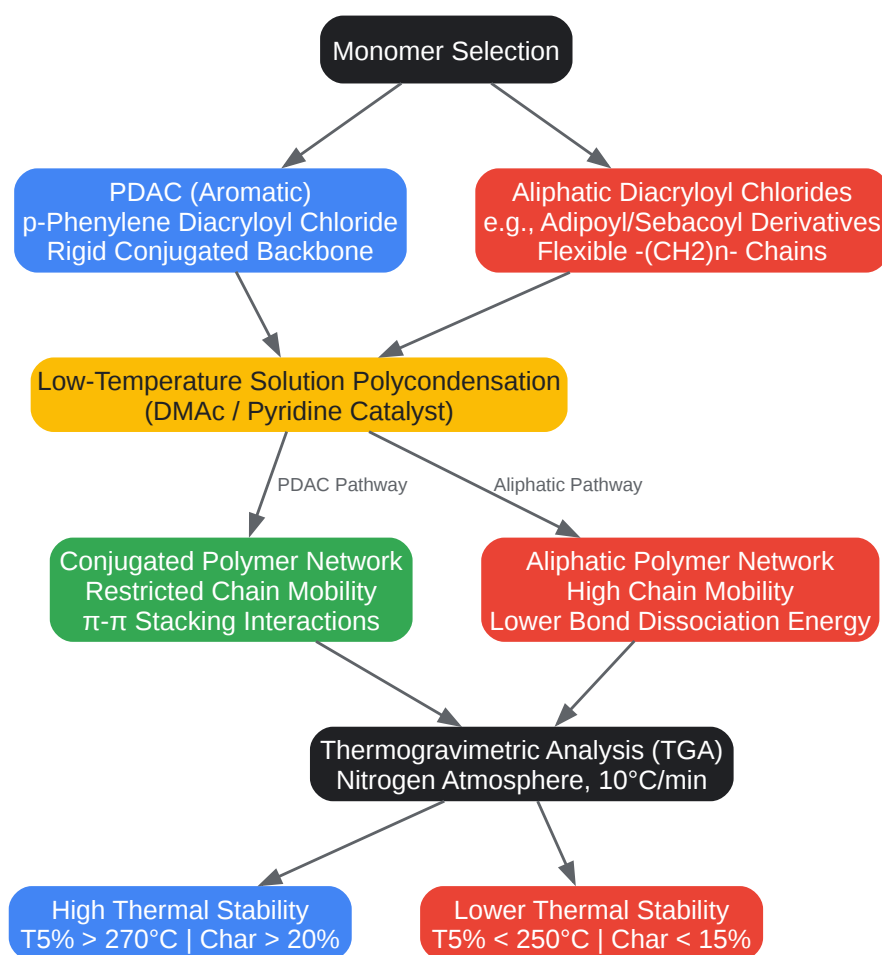 Monomer Selection
PDAC (Aromatic)
p-Phenylene Diacryloyl Chloride
Rigid Conjugated Backbone
Aliphatic Diacryloyl Chlorides
e.g., Adipoyl/Sebacoyl Derivatives
Flexible -(CH2)n- Chains
Low-Temperature Solution Polycondensation
(DMAc / Pyridine Catalyst)
PDAC Pathway
Aliphatic Pathway
Conjugated Polymer Network
Restricted Chain Mobility
π-π Stacking Interactions
Aliphatic Polymer Network
High Chain Mobility
Lower Bond Dissociation Energy
Thermogravimetric Analysis (TGA)
Nitrogen Atmosphere, 10°C/min
High Thermal Stability
T5% > 270°C | Char > 20%
Lower Thermal Stability
T5% < 250°C | Char < 15%